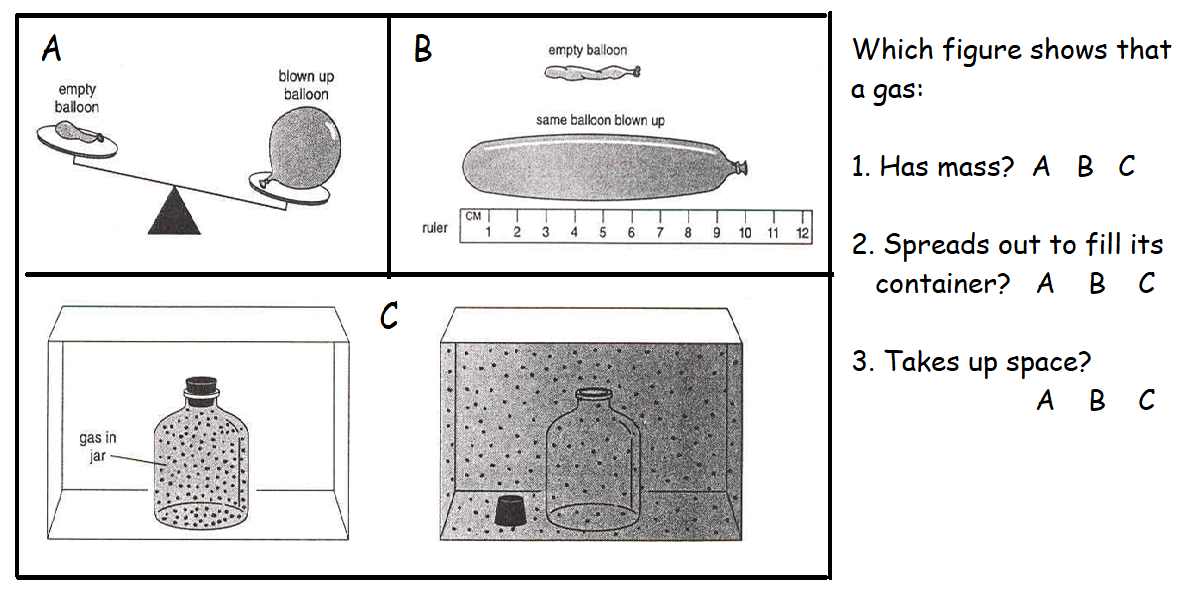 A
empty
balloon
blown up
balloon
B
empty balloon
same balloon blown up
ruler
CM
1 2 3 4 5 6 7 8 9 10 11 12
C
gas in
jar
Which figure shows that
a gas:
1. Has mass? A B C
2. Spreads out to fill its
container? A B C
3. Takes up space?
A B C